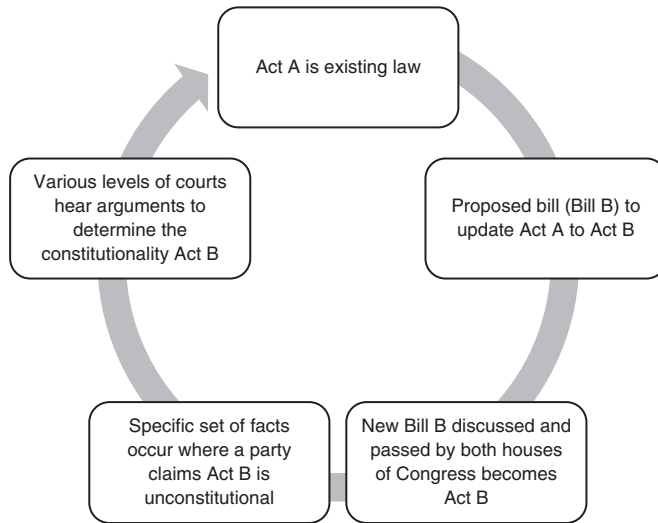 Act A is existing law
Proposed bill (Bill B) to
update Act A to Act B
New Bill B discussed and
passed by both houses
of Congress becomes
Act B
Specific set of facts
occur where a party
claims Act B is
unconstitutional
Various levels of courts
hear arguments to
determine the
constitutionality Act B